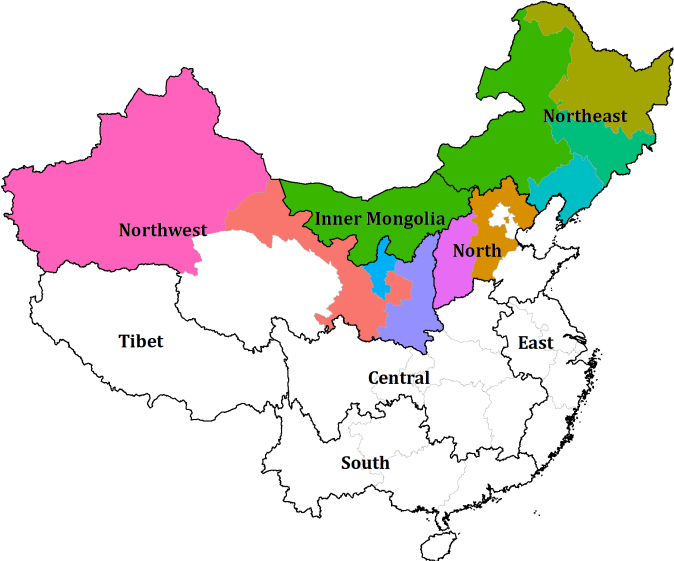 Northeast
Inner Mongolia
Northwest
North
Tibet
East
Central
South